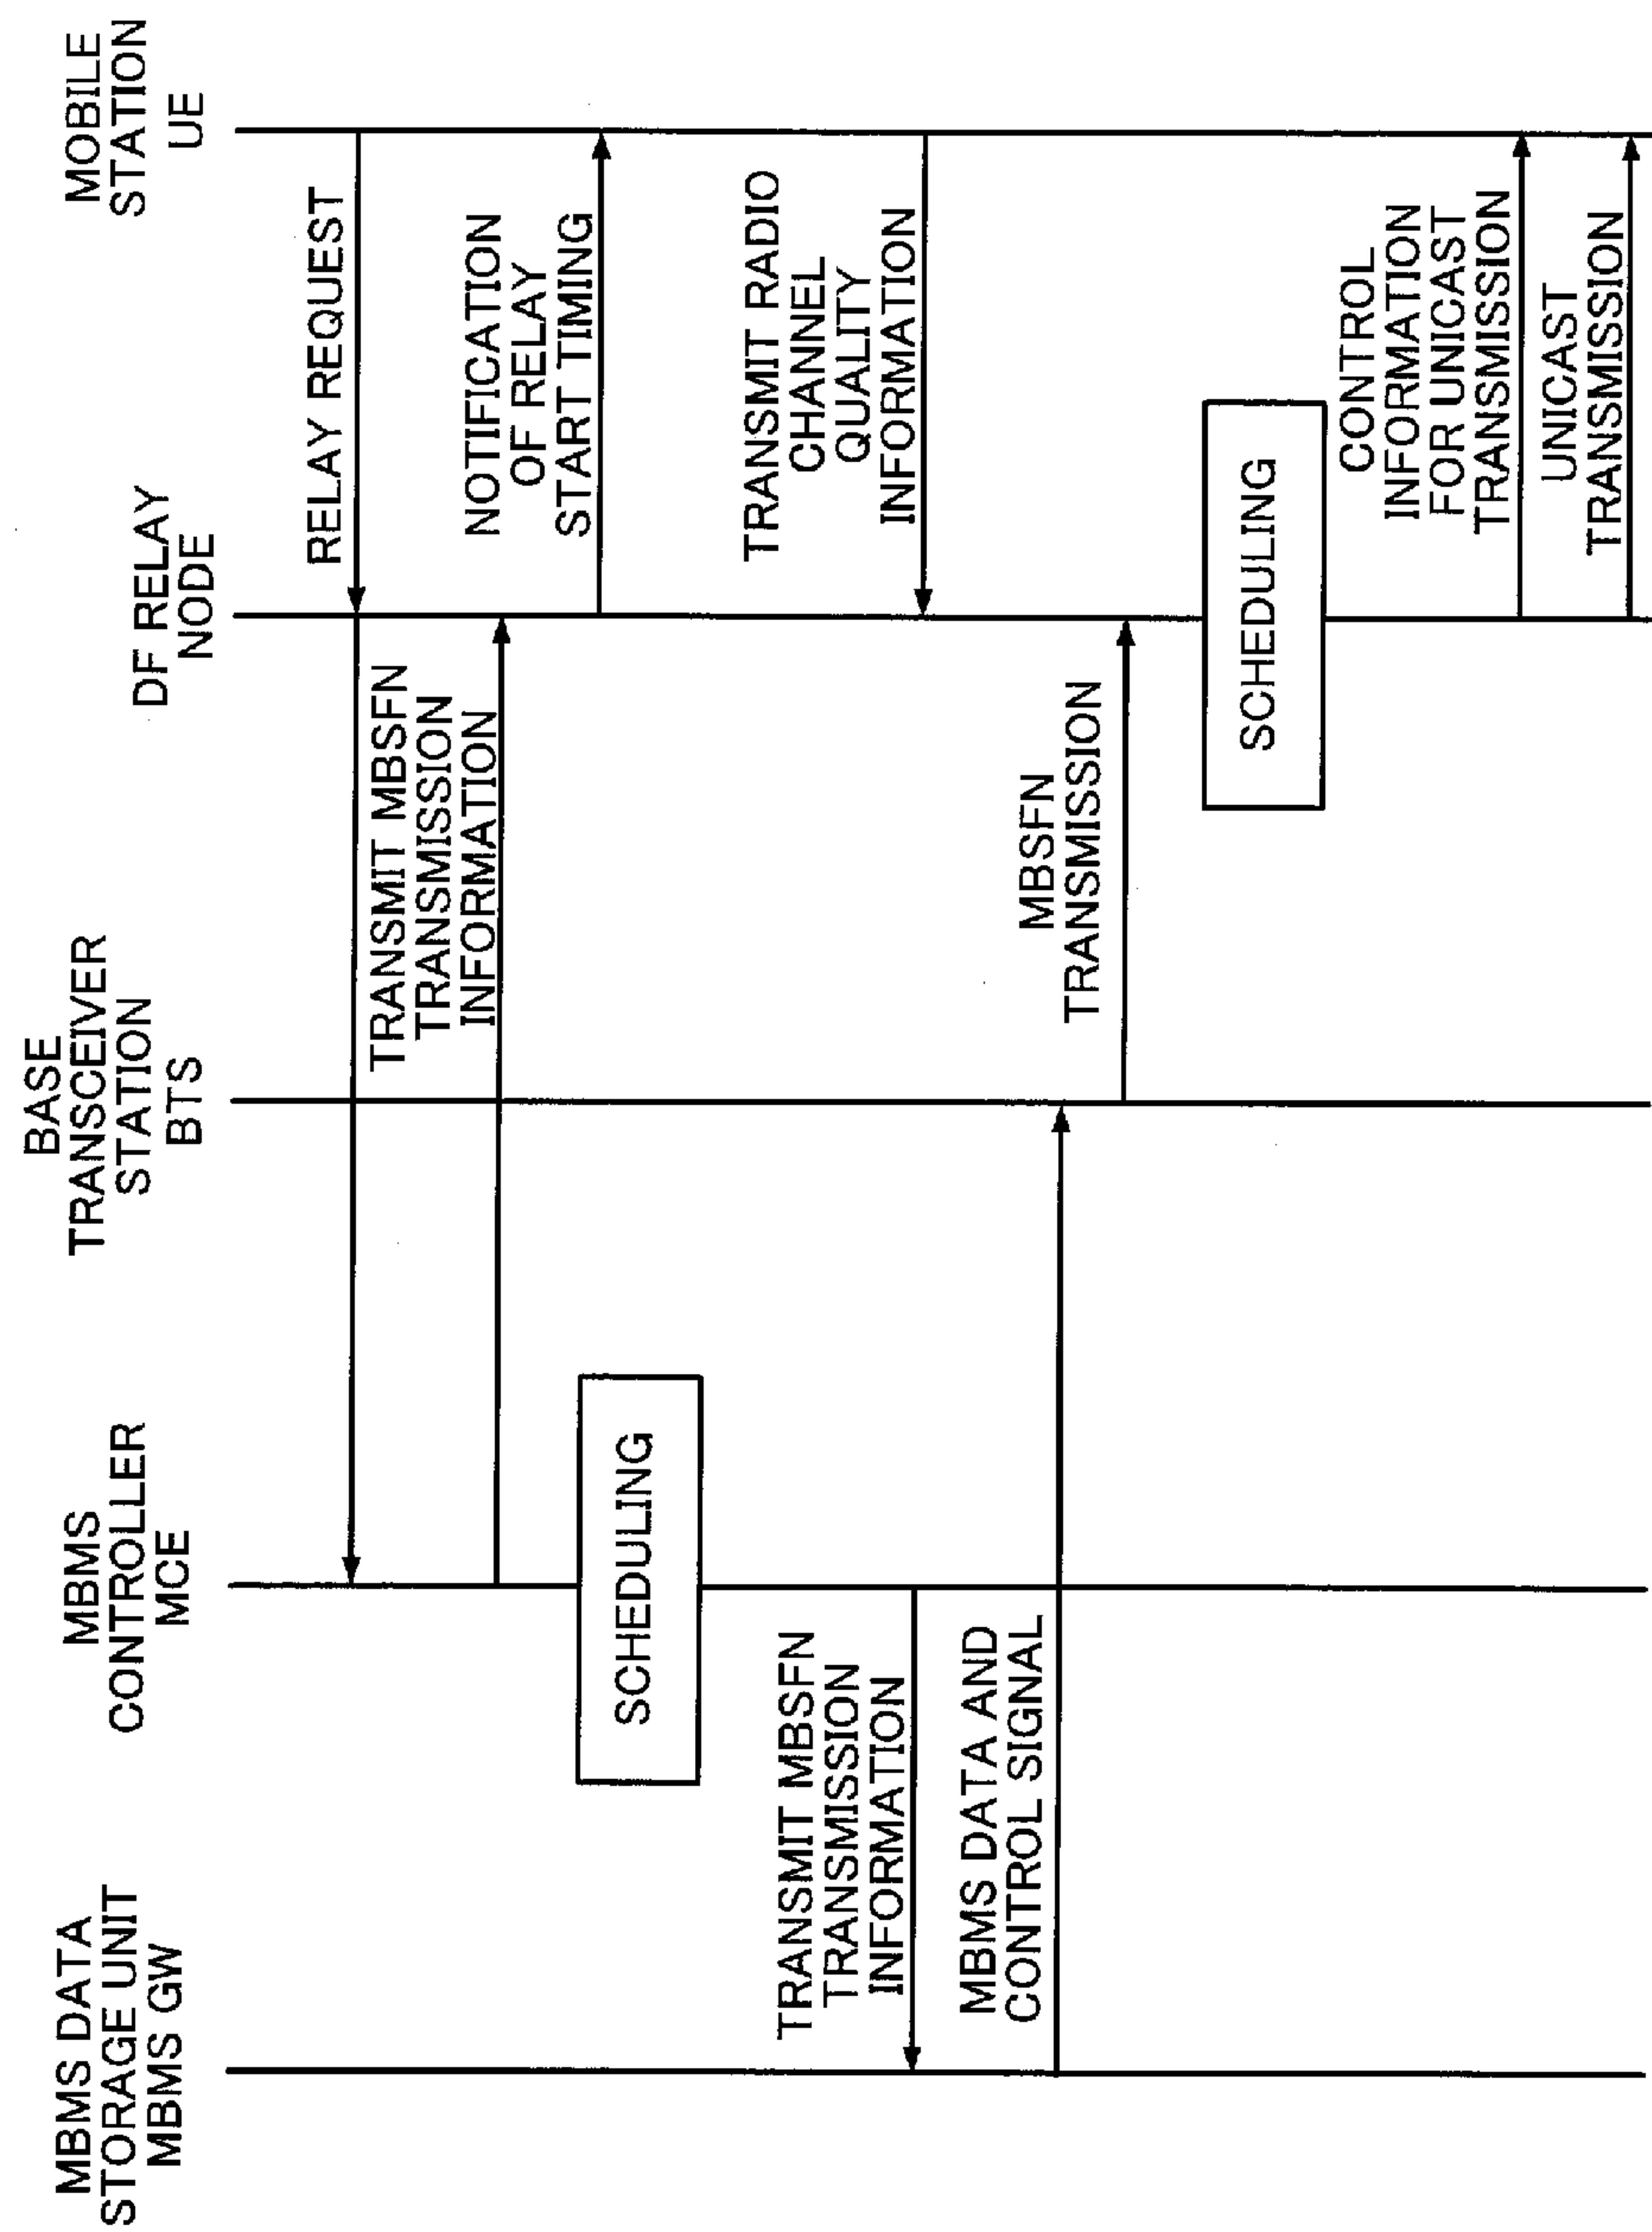 MBMS DATA
STORAGE UNIT
MBMS GW
MBMS
CONTROLLER
MCE
BASE
TRANSCEIVER
STATION
BTS
DF RELAY
NODE
MOBILE
STATION
UE
RELAY REQUEST
TRANSMIT MBSFN
TRANSMISSION
INFORMATION
NOTIFICATION
OF RELAY
START TIMING
SCHEDULING
TRANSMIT RADIO
CHANNEL
QUALITY
INFORMATION
TRANSMIT MBSFN
TRANSMISSION
INFORMATION
MBMS DATA AND
CONTROL SIGNAL
MBSFN
TRANSMISSION
SCHEDULING
CONTROL
INFORMATION
FOR UNICAST
TRANSMISSION
UNICAST
TRANSMISSION